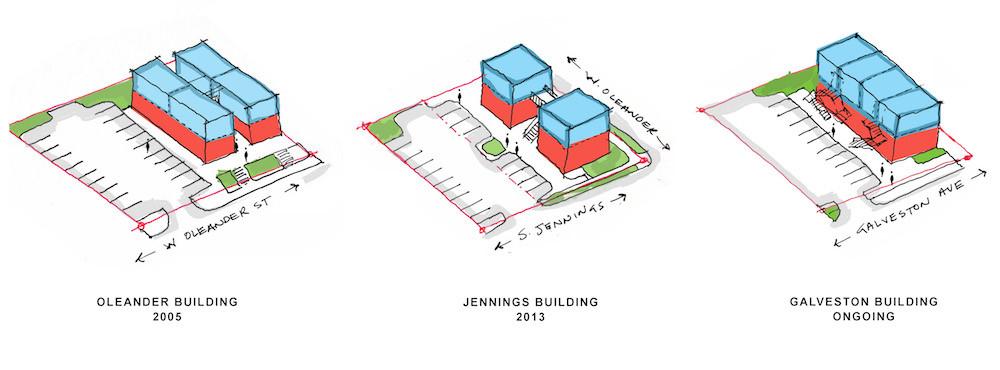 W OLEANDER ST
OLEANDER BUILDING
2005
W. OLEANDER
S. JENNINGS
JENNINGS BUILDING
2013
GALVESTON AVE
GALVESTON BUILDING
ONGOING